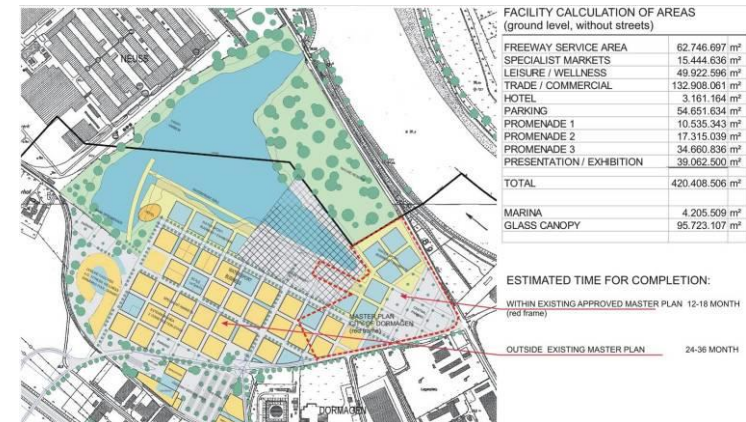 FACILITY CALCULATION OF AREAS
(ground level, without streets)
FREEWAY SERVICE AREA 62.746.697 m²
SPECIALIST MARKETS 15.444.636 m²
LEISURE / WELLNESS 49.922.596 m²
TRADE / COMMERCIAL 132.908.061 m²
HOTEL 3.161.164 m²
PARKING 54.651.634 m²
PROMENADE 1 10.535.343 m²
PROMENADE 2 17.315.039 m²
PROMENADE 3 34.660.836 m²
PRESENTATION / EXHIBITION 39.062.500 m²
TOTAL 420.408.506 m²
MARINA 4.205.509 m²
GLASS CANOPY 95.723.107 m²
ESTIMATED TIME FOR COMPLETION:
WITHIN EXISTING APPROVED MASTER PLAN 12-18 MONTH
(red frame)
OUTSIDE EXISTING MASTER PLAN 24-36 MONTH
NEUSS
MASTER PLAN
CITY OF DORMAGEN
(red frame)
DORMAGEN